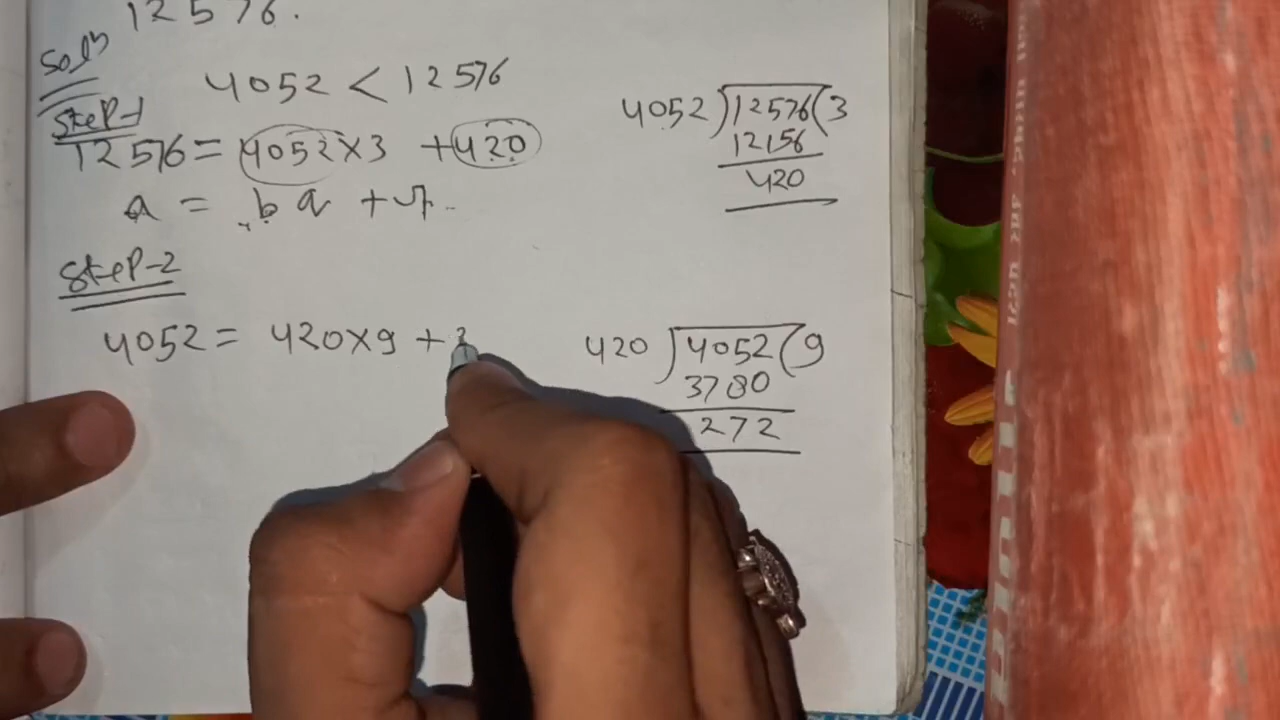 12576.
Soln
4052 < 12576
Step-1
12576 = 4052×3 + 420
a = bq + r
4052)12576(3
12156
420
Step-2
4052 = 420×9 +
420)4052(9
3780
272